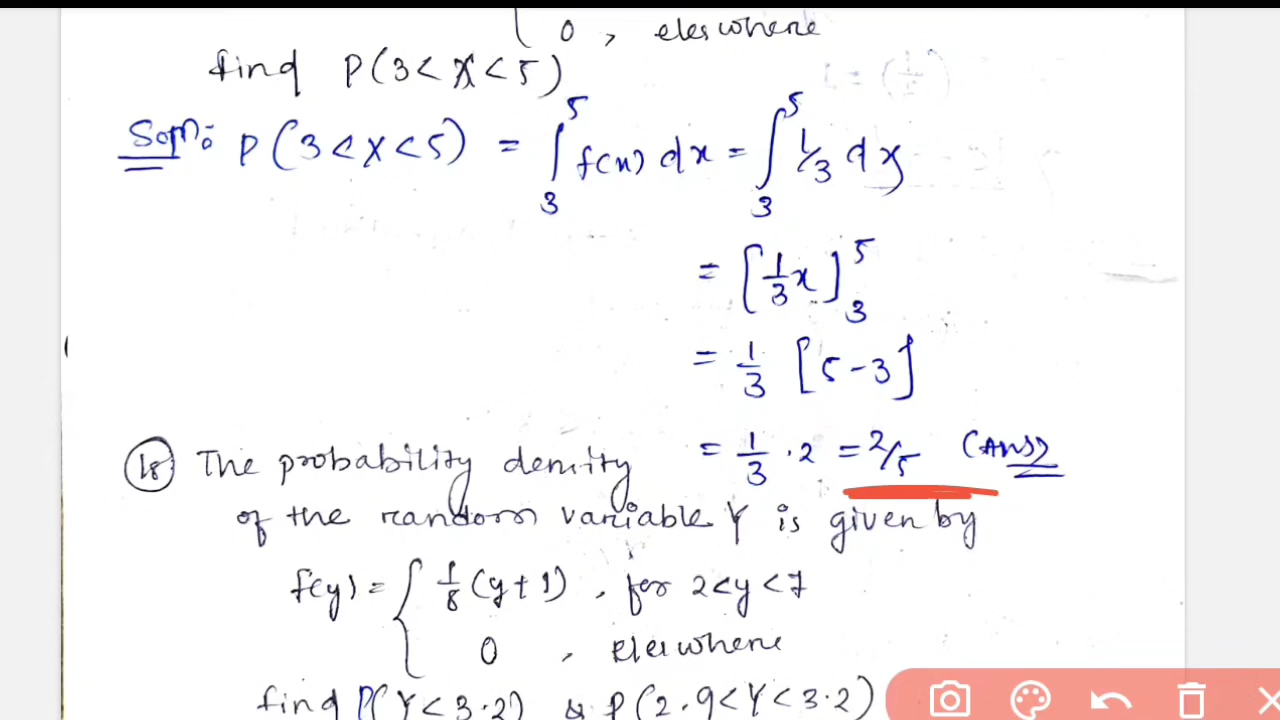 0 , eleswhere
find P(3<X<5)
Soln: P(3<X<5) = ∫₃⁵ f(x) dx = ∫₃⁵ 1/3 dx
= [1/3 x]₃⁵
= 1/3 [5-3]
= 1/3 · 2 = 2/5 (Ans)
(18) The probability density
of the random variable Y is given by
f(y) = { 1/8 (y+1) , for 2<y<7
0 , Eleswhere
find P(Y<3.2) & P(2.9<Y<3.2)